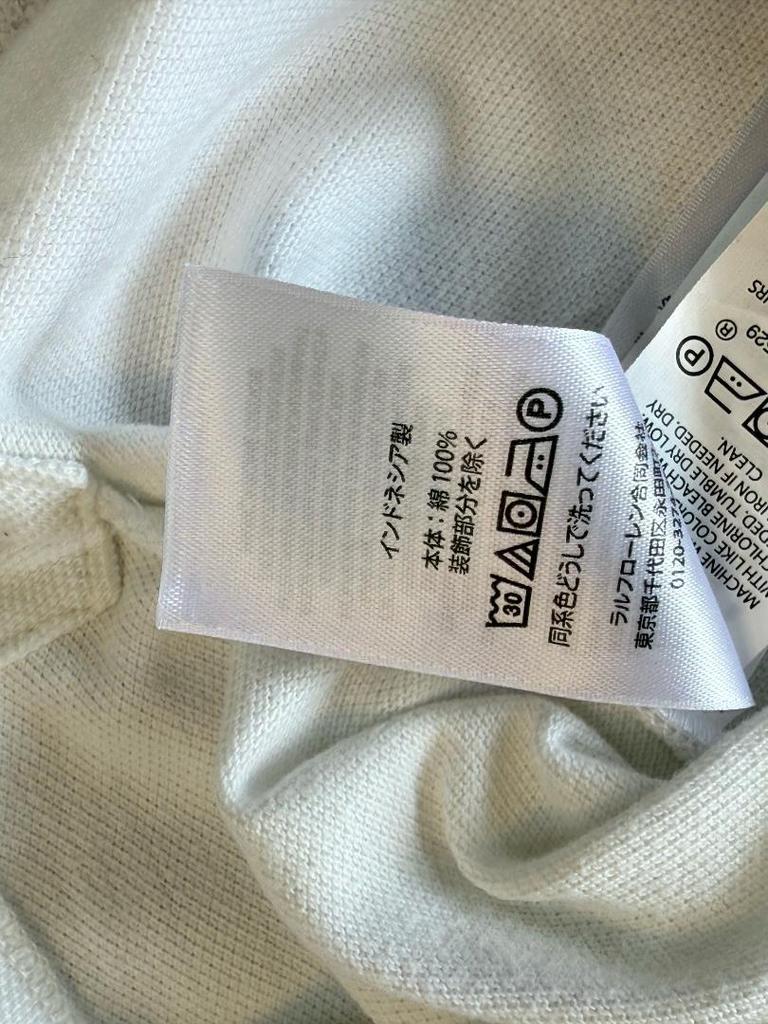 インドネシア製
本体：綿 100%
装飾部分を除く
30
P
同系色どうしで洗ってください
ラルフローレン合同会社
東京都千代田区永田町
0120-327
P
®
CLEAN.
IRON IF NEEDED. DRY
TUMBLE DRY LOW.
CHLORINE BLEACH
WITH LIKE
MACHINE